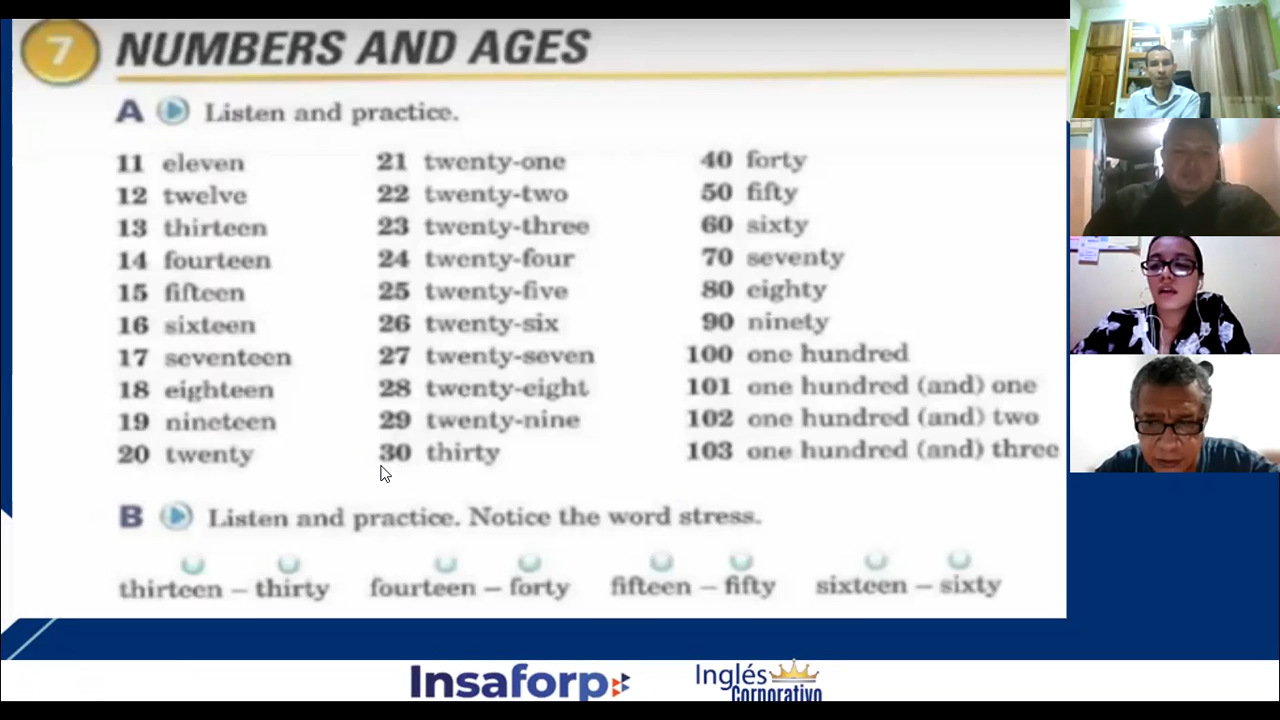 7 NUMBERS AND AGES
A Listen and practice.
11 eleven
12 twelve
13 thirteen
14 fourteen
15 fifteen
16 sixteen
17 seventeen
18 eighteen
19 nineteen
20 twenty
21 twenty-one
22 twenty-two
23 twenty-three
24 twenty-four
25 twenty-five
26 twenty-six
27 twenty-seven
28 twenty-eight
29 twenty-nine
30 thirty
40 forty
50 fifty
60 sixty
70 seventy
80 eighty
90 ninety
100 one hundred
101 one hundred (and) one
102 one hundred (and) two
103 one hundred (and) three
B Listen and practice. Notice the word stress.
thirteen – thirty fourteen – forty fifteen – fifty sixteen – sixty
Insaforp
Inglés
Corporativo